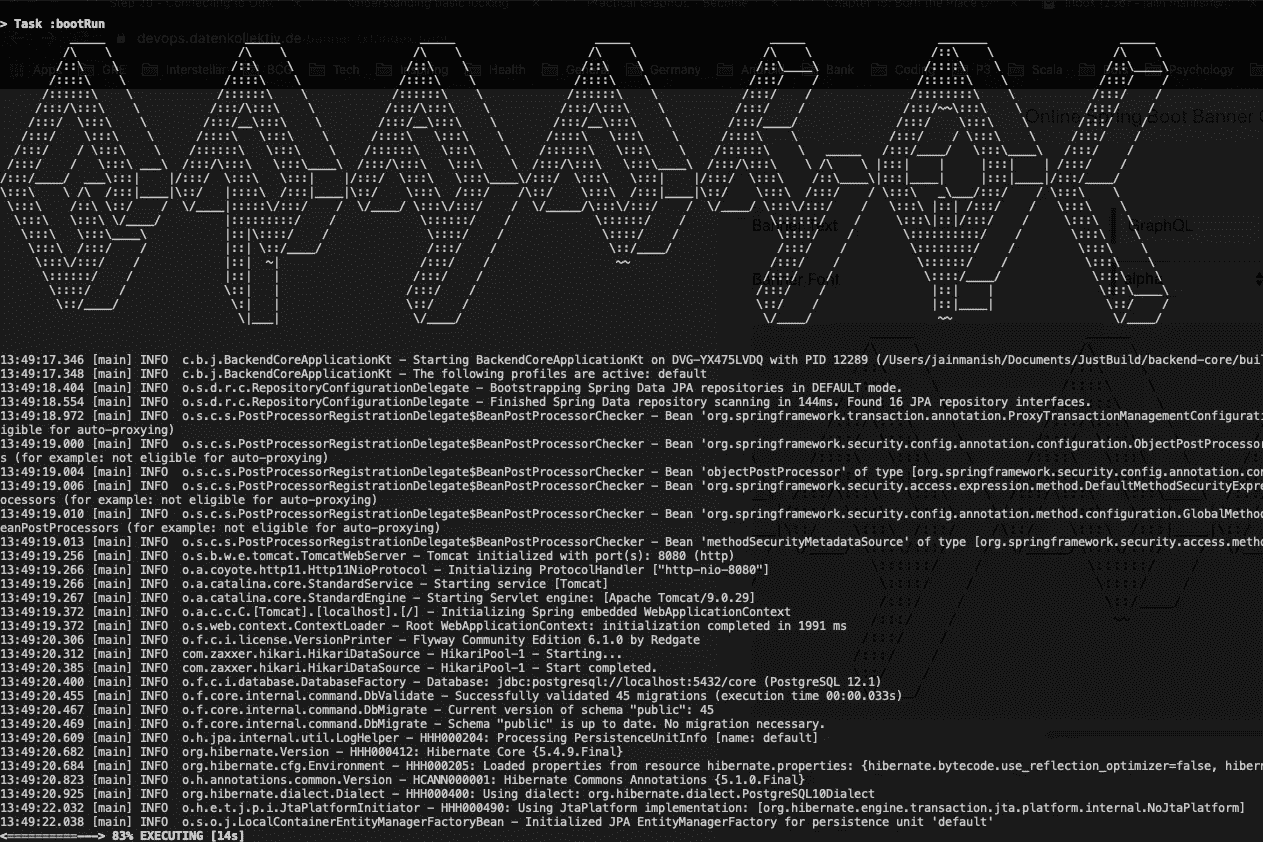 > Task :bootRun
devops.datenkollektiv.de
Interstellar
Tech
Health
Germany
Bank
P3
Scala
Psychology
Online Spring Boot Banner
Banner Text
GraphQL
Banner Font
alpha
13:49:17.346 [main] INFO  c.b.j.BackendCoreApplicationKt – Starting BackendCoreApplicationKt on DVG-YX475LVDQ with PID 12289 (/Users/jainmanish/Documents/JustBuild/backend-core/buil
13:49:17.348 [main] INFO  c.b.j.BackendCoreApplicationKt – The following profiles are active: default
13:49:18.404 [main] INFO  o.s.d.r.c.RepositoryConfigurationDelegate – Bootstrapping Spring Data JPA repositories in DEFAULT mode.
13:49:18.554 [main] INFO  o.s.d.r.c.RepositoryConfigurationDelegate – Finished Spring Data repository scanning in 144ms. Found 16 JPA repository interfaces.
13:49:18.972 [main] INFO  o.s.c.s.PostProcessorRegistrationDelegate$BeanPostProcessorChecker – Bean 'org.springframework.transaction.annotation.ProxyTransactionManagementConfigurati
igible for auto-proxying)
13:49:19.000 [main] INFO  o.s.c.s.PostProcessorRegistrationDelegate$BeanPostProcessorChecker – Bean 'org.springframework.security.config.annotation.configuration.ObjectPostProcessor
s (for example: not eligible for auto-proxying)
13:49:19.004 [main] INFO  o.s.c.s.PostProcessorRegistrationDelegate$BeanPostProcessorChecker – Bean 'objectPostProcessor' of type [org.springframework.security.config.annotation.con
13:49:19.006 [main] INFO  o.s.c.s.PostProcessorRegistrationDelegate$BeanPostProcessorChecker – Bean 'org.springframework.security.access.expression.method.DefaultMethodSecurityExpre
ocessors (for example: not eligible for auto-proxying)
13:49:19.010 [main] INFO  o.s.c.s.PostProcessorRegistrationDelegate$BeanPostProcessorChecker – Bean 'org.springframework.security.config.annotation.method.configuration.GlobalMethod
eanPostProcessors (for example: not eligible for auto-proxying)
13:49:19.013 [main] INFO  o.s.c.s.PostProcessorRegistrationDelegate$BeanPostProcessorChecker – Bean 'methodSecurityMetadataSource' of type [org.springframework.security.access.metho
13:49:19.256 [main] INFO  o.s.b.w.e.tomcat.TomcatWebServer – Tomcat initialized with port(s): 8080 (http)
13:49:19.266 [main] INFO  o.a.coyote.http11.Http11NioProtocol – Initializing ProtocolHandler ["http-nio-8080"]
13:49:19.266 [main] INFO  o.a.catalina.core.StandardService – Starting service [Tomcat]
13:49:19.267 [main] INFO  o.a.catalina.core.StandardEngine – Starting Servlet engine: [Apache Tomcat/9.0.29]
13:49:19.372 [main] INFO  o.a.c.c.C.[Tomcat].[localhost].[/] – Initializing Spring embedded WebApplicationContext
13:49:19.372 [main] INFO  o.s.web.context.ContextLoader – Root WebApplicationContext: initialization completed in 1991 ms
13:49:20.306 [main] INFO  o.f.c.i.license.VersionPrinter – Flyway Community Edition 6.1.0 by Redgate
13:49:20.312 [main] INFO  com.zaxxer.hikari.HikariDataSource – HikariPool-1 – Starting...
13:49:20.385 [main] INFO  com.zaxxer.hikari.HikariDataSource – HikariPool-1 – Start completed.
13:49:20.400 [main] INFO  o.f.c.i.database.DatabaseFactory – Database: jdbc:postgresql://localhost:5432/core (PostgreSQL 12.1)
13:49:20.455 [main] INFO  o.f.core.internal.command.DbValidate – Successfully validated 45 migrations (execution time 00:00.033s)
13:49:20.467 [main] INFO  o.f.core.internal.command.DbMigrate – Current version of schema "public": 45
13:49:20.469 [main] INFO  o.f.core.internal.command.DbMigrate – Schema "public" is up to date. No migration necessary.
13:49:20.609 [main] INFO  o.h.jpa.internal.util.LogHelper – HHH000204: Processing PersistenceUnitInfo [name: default]
13:49:20.682 [main] INFO  org.hibernate.Version – HHH000412: Hibernate Core {5.4.9.Final}
13:49:20.684 [main] INFO  org.hibernate.cfg.Environment – HHH000205: Loaded properties from resource hibernate.properties: {hibernate.bytecode.use_reflection_optimizer=false, hibern
13:49:20.823 [main] INFO  o.h.annotations.common.Version – HCANN000001: Hibernate Commons Annotations {5.1.0.Final}
13:49:20.925 [main] INFO  org.hibernate.dialect.Dialect – HHH000400: Using dialect: org.hibernate.dialect.PostgreSQL10Dialect
13:49:22.032 [main] INFO  o.h.e.t.j.p.i.JtaPlatformInitiator – HHH000490: Using JtaPlatform implementation: [org.hibernate.engine.transaction.jta.platform.internal.NoJtaPlatform]
13:49:22.038 [main] INFO  o.s.o.j.LocalContainerEntityManagerFactoryBean – Initialized JPA EntityManagerFactory for persistence unit 'default'
<==========---> 83% EXECUTING [14s]